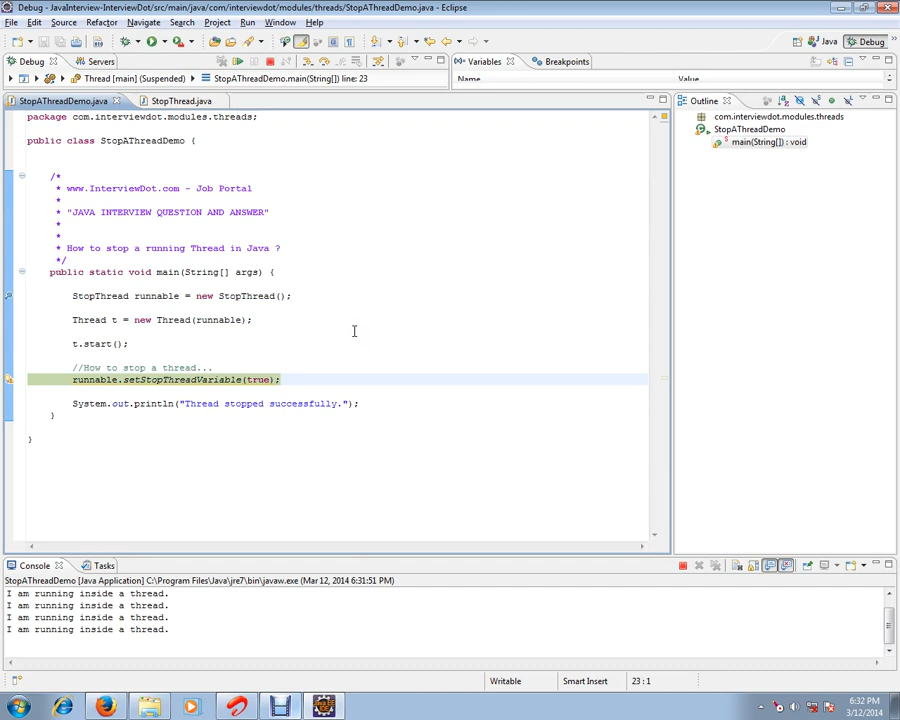 Debug - JavaInterview-InterviewDot/src/main/java/com/interviewdot/modules/threads/StopAThreadDemo.java - Eclipse
File Edit Source Refactor Navigate Search Project Run Window Help
Java Debug
Debug Servers
Variables Breakpoints
Thread [main] (Suspended) StopAThreadDemo.main(String[]) line: 23
Name Value
StopAThreadDemo.java StopThread.java
Outline
package com.interviewdot.modules.threads;
public class StopAThreadDemo {
/*
* www.InterviewDot.com - Job Portal
*
* "JAVA INTERVIEW QUESTION AND ANSWER"
*
*
* How to stop a running Thread in Java ?
*/
public static void main(String[] args) {
StopThread runnable = new StopThread();
Thread t = new Thread(runnable);
t.start();
//How to stop a thread...
runnable.setStopThreadVariable(true);
System.out.println("Thread stopped successfully.");
}
}
com.interviewdot.modules.threads
StopAThreadDemo
main(String[]) : void
Console Tasks
StopAThreadDemo [Java Application] C:\Program Files\Java\jre7\bin\javaw.exe (Mar 12, 2014 6:31:51 PM)
I am running inside a thread.
I am running inside a thread.
I am running inside a thread.
I am running inside a thread.
Writable Smart Insert 23 : 1
6:32 PM
3/12/2014